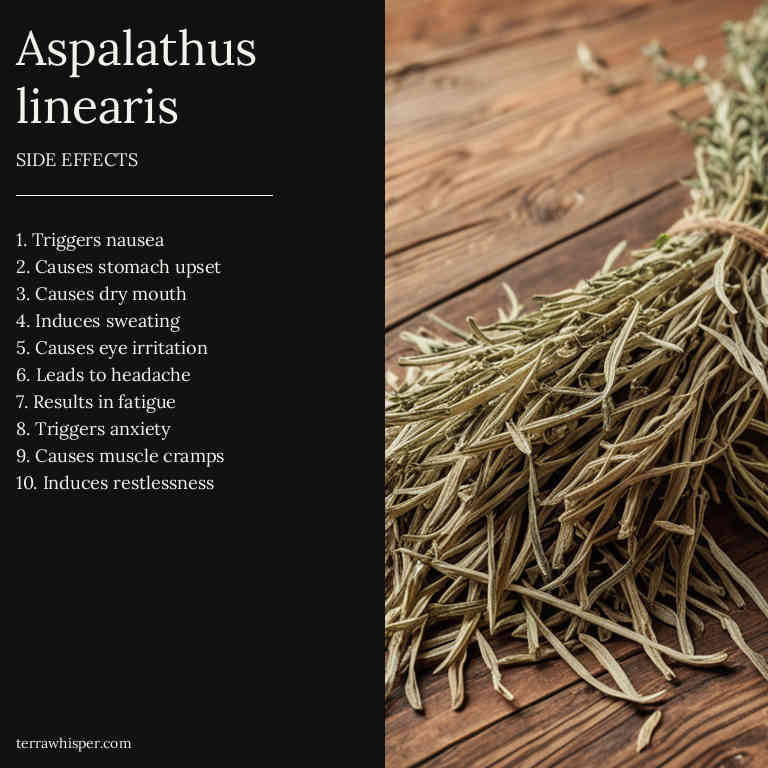 Aspalathus
linearis
SIDE EFFECTS
1. Triggers nausea
2. Causes stomach upset
3. Causes dry mouth
4. Induces sweating
5. Causes eye irritation
6. Leads to headache
7. Results in fatigue
8. Triggers anxiety
9. Causes muscle cramps
10. Induces restlessness
terrawhisper.com